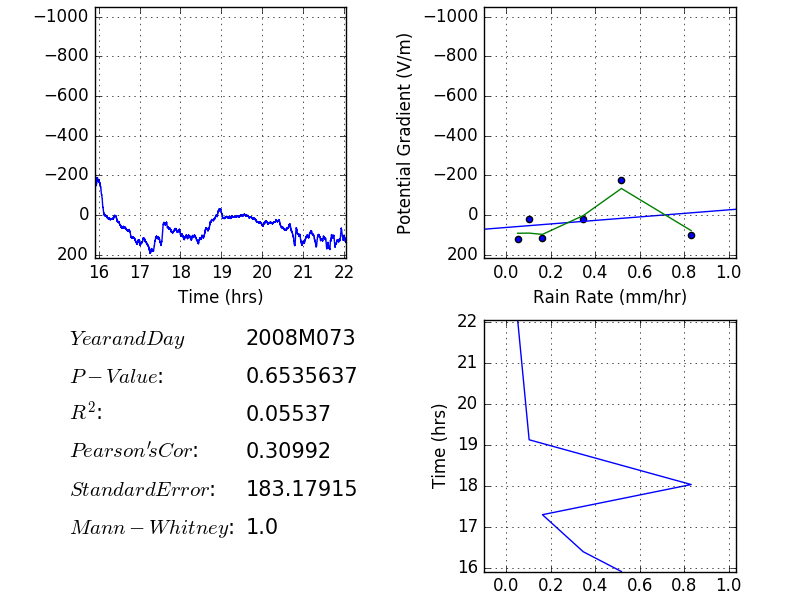 −1000
−800
−600
−400
−200
0
200
16 17 18 19 20 21 22
Time (hrs)
Potential Gradient (V/m)
−1000
−800
−600
−400
−200
0
200
0.0 0.2 0.4 0.6 0.8 1.0
Rain Rate (mm/hr)
YearandDay 2008M073
P−Value: 0.6535637
R²: 0.05537
Pearson′sCor: 0.30992
StandardError: 183.17915
Mann−Whitney: 1.0
Time (hrs)
22
21
20
19
18
17
16
0.0 0.2 0.4 0.6 0.8 1.0